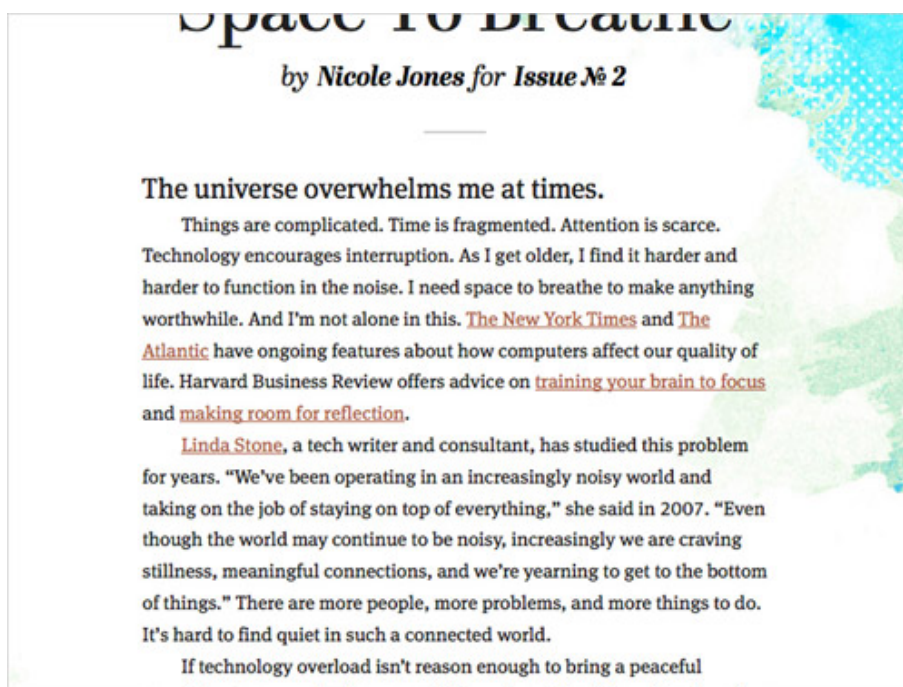 Space To Breathe
by Nicole Jones for Issue № 2
The universe overwhelms me at times.
Things are complicated. Time is fragmented. Attention is scarce.
Technology encourages interruption. As I get older, I find it harder and
harder to function in the noise. I need space to breathe to make anything
worthwhile. And I’m not alone in this. The New York Times and The
Atlantic have ongoing features about how computers affect our quality of
life. Harvard Business Review offers advice on training your brain to focus
and making room for reflection.
Linda Stone, a tech writer and consultant, has studied this problem
for years. “We’ve been operating in an increasingly noisy world and
taking on the job of staying on top of everything,” she said in 2007. “Even
though the world may continue to be noisy, increasingly we are craving
stillness, meaningful connections, and we’re yearning to get to the bottom
of things.” There are more people, more problems, and more things to do.
It’s hard to find quiet in such a connected world.
If technology overload isn’t reason enough to bring a peaceful